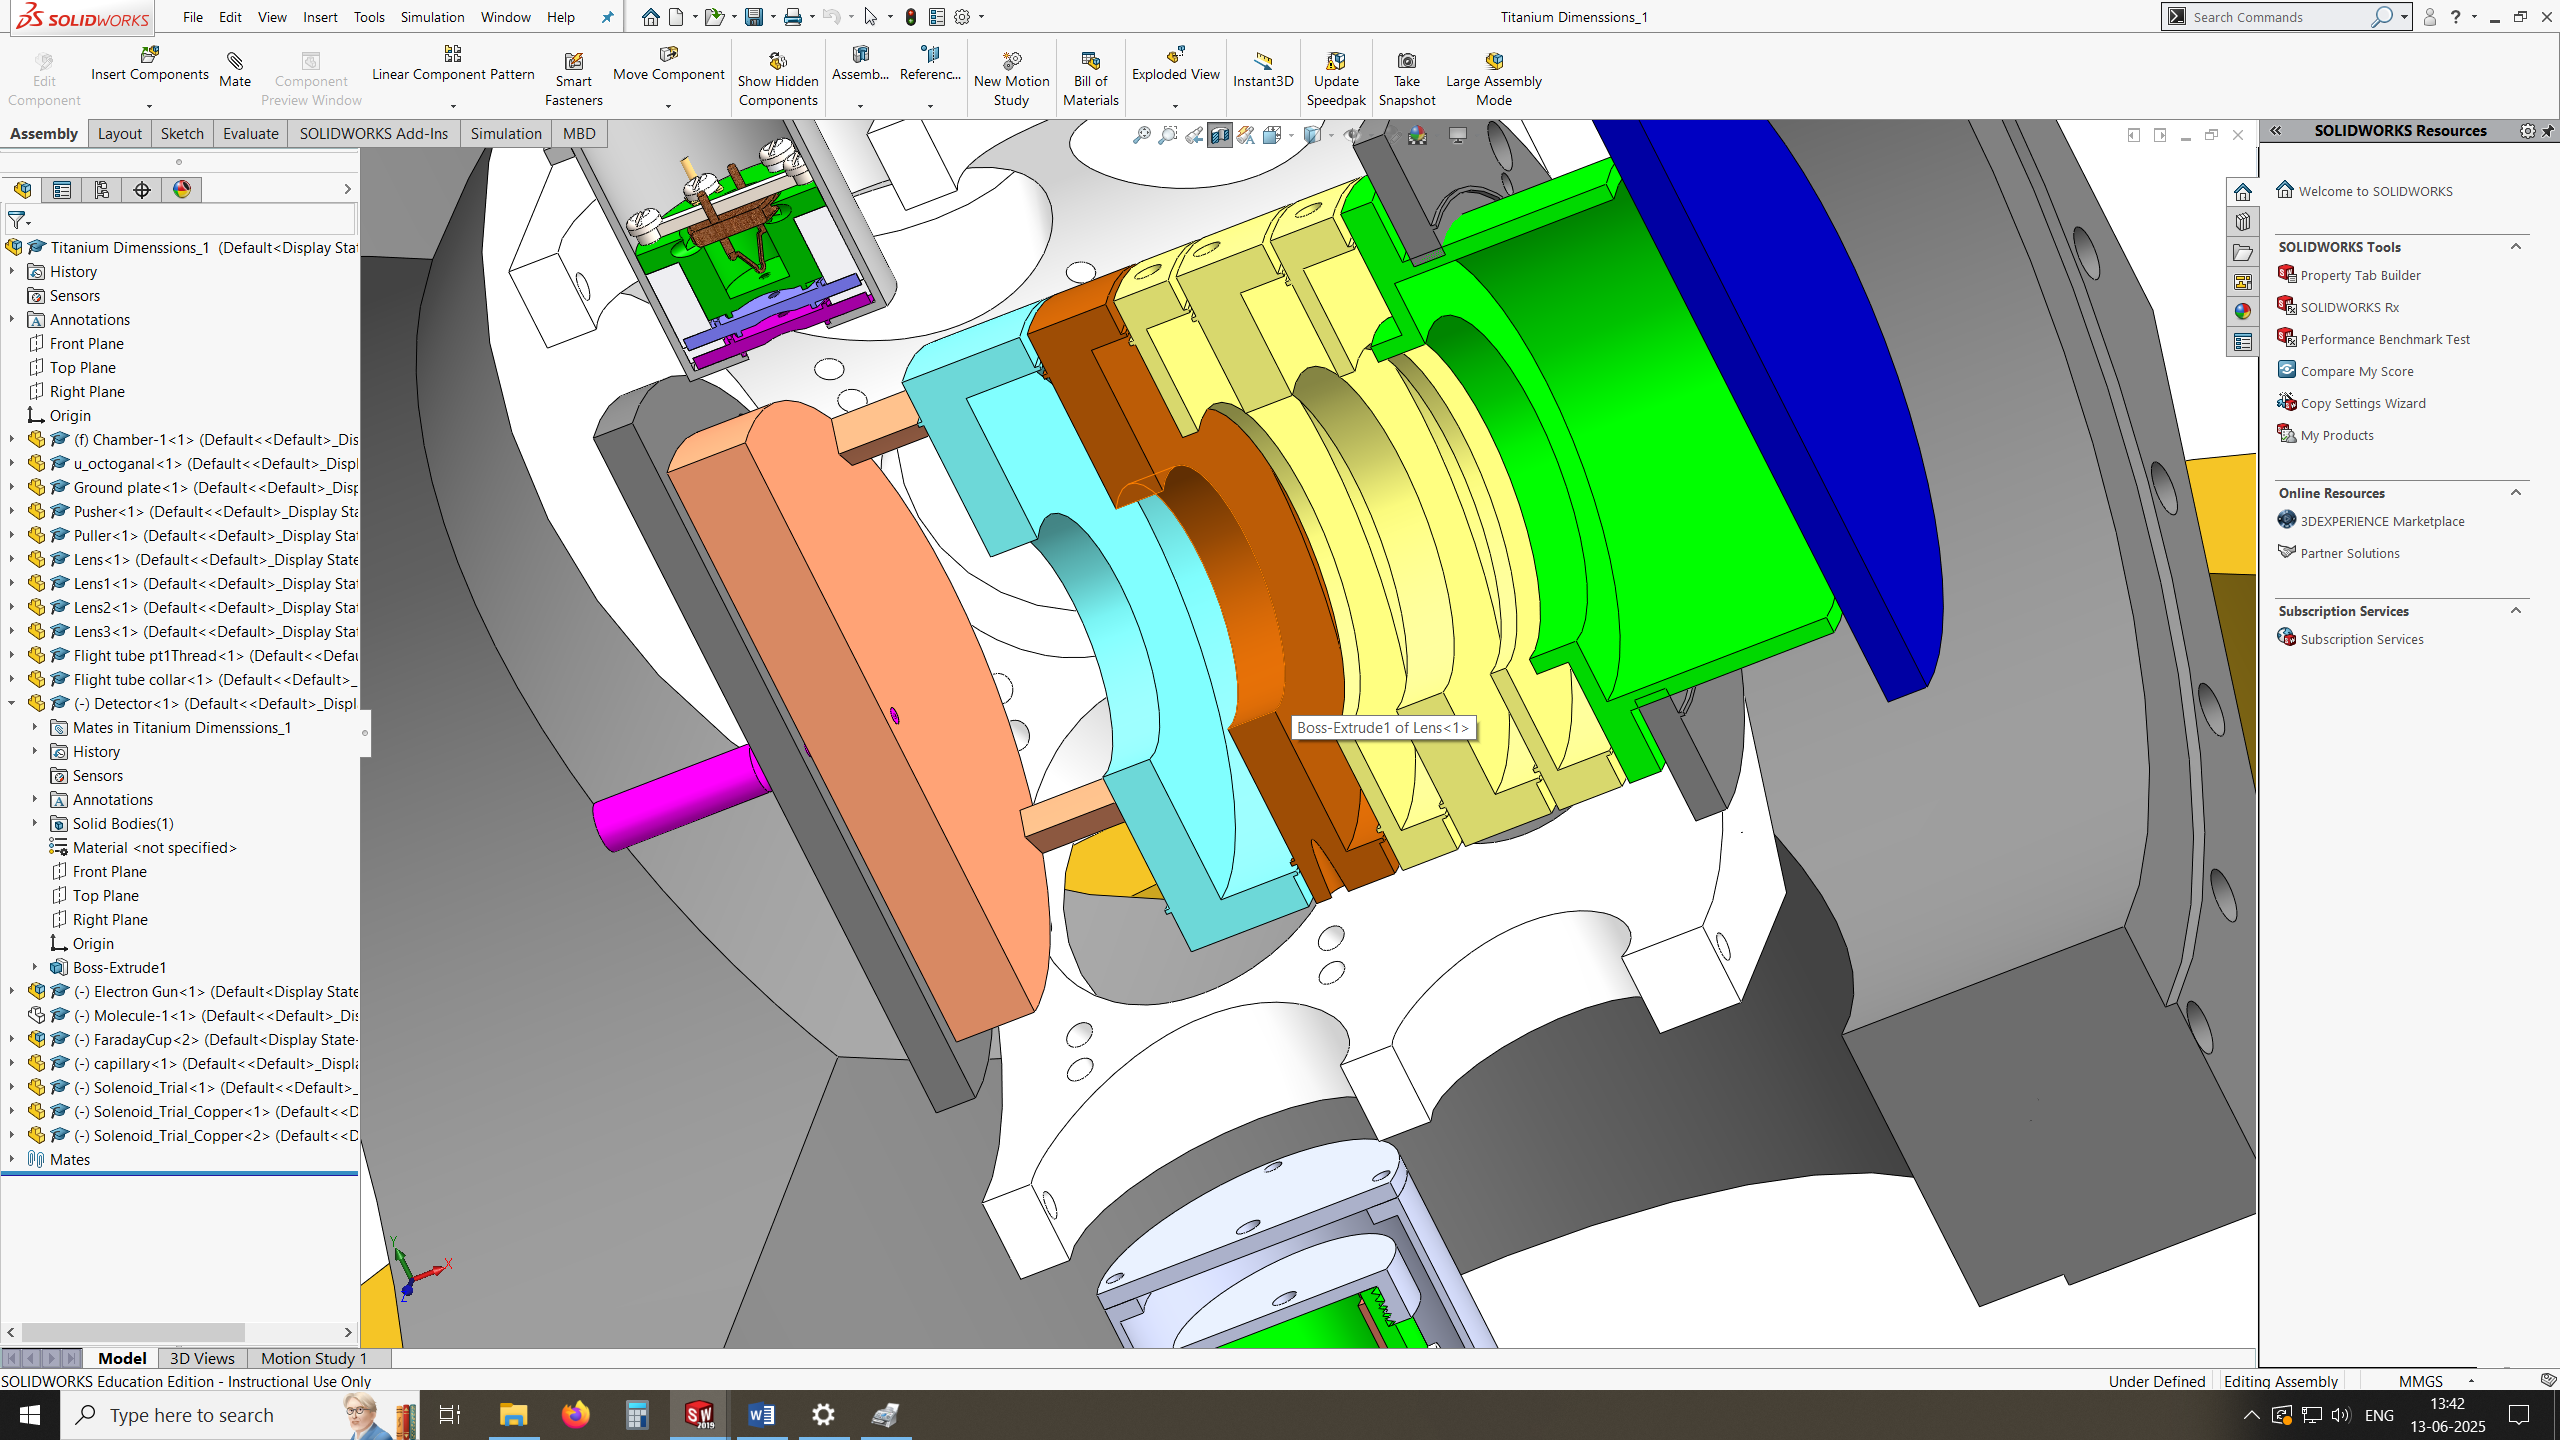 SOLIDWORKS
File Edit View Insert Tools Simulation Window Help
Titanium Dimenssions_1
Search Commands
Edit Component
Insert Components
Mate
Component Preview Window
Linear Component Pattern
Smart Fasteners
Move Component
Show Hidden Components
Assemb...
Referenc...
New Motion Study
Bill of Materials
Exploded View
Instant3D
Update Speedpak
Take Snapshot
Large Assembly Mode
Assembly Layout Sketch Evaluate SOLIDWORKS Add-Ins Simulation MBD
Titanium Dimenssions_1 (Default<Display Sta
History
Sensors
Annotations
Front Plane
Top Plane
Right Plane
Origin
(f) Chamber-1<1> (Default<<Default>_Dis
u_octoganal<1> (Default<<Default>_Displ
Ground plate<1> (Default<<Default>_Disp
Pusher<1> (Default<<Default>_Display Sta
Puller<1> (Default<<Default>_Display Stat
Lens<1> (Default<<Default>_Display State
Lens1<1> (Default<<Default>_Display Stat
Lens2<1> (Default<<Default>_Display Stat
Lens3<1> (Default<<Default>_Display Stat
Flight tube pt1Thread<1> (Default<<Defau
Flight tube collar<1> (Default<<Default>_
(-) Detector<1> (Default<<Default>_Displ
Mates in Titanium Dimenssions_1
History
Sensors
Annotations
Solid Bodies(1)
Material <not specified>
Front Plane
Top Plane
Right Plane
Origin
Boss-Extrude1
(-) Electron Gun<1> (Default<Display State
(-) Molecule-1<1> (Default<<Default>_Dis
(-) FaradayCup<2> (Default<Display State-
(-) capillary<1> (Default<<Default>_Displa
(-) Solenoid_Trial<1> (Default<<Default>_
(-) Solenoid_Trial_Copper<1> (Default<<D
(-) Solenoid_Trial_Copper<2> (Default<<D
Mates
Boss-Extrude1 of Lens<1>
Y
X
Z
SOLIDWORKS Resources
Welcome to SOLIDWORKS
SOLIDWORKS Tools
Property Tab Builder
SOLIDWORKS Rx
Performance Benchmark Test
Compare My Score
Copy Settings Wizard
My Products
Online Resources
3DEXPERIENCE Marketplace
Partner Solutions
Subscription Services
Subscription Services
Model 3D Views Motion Study 1
SOLIDWORKS Education Edition - Instructional Use Only
Under Defined Editing Assembly MMGS
Type here to search
SW 2019
ENG
13:42
13-06-2025